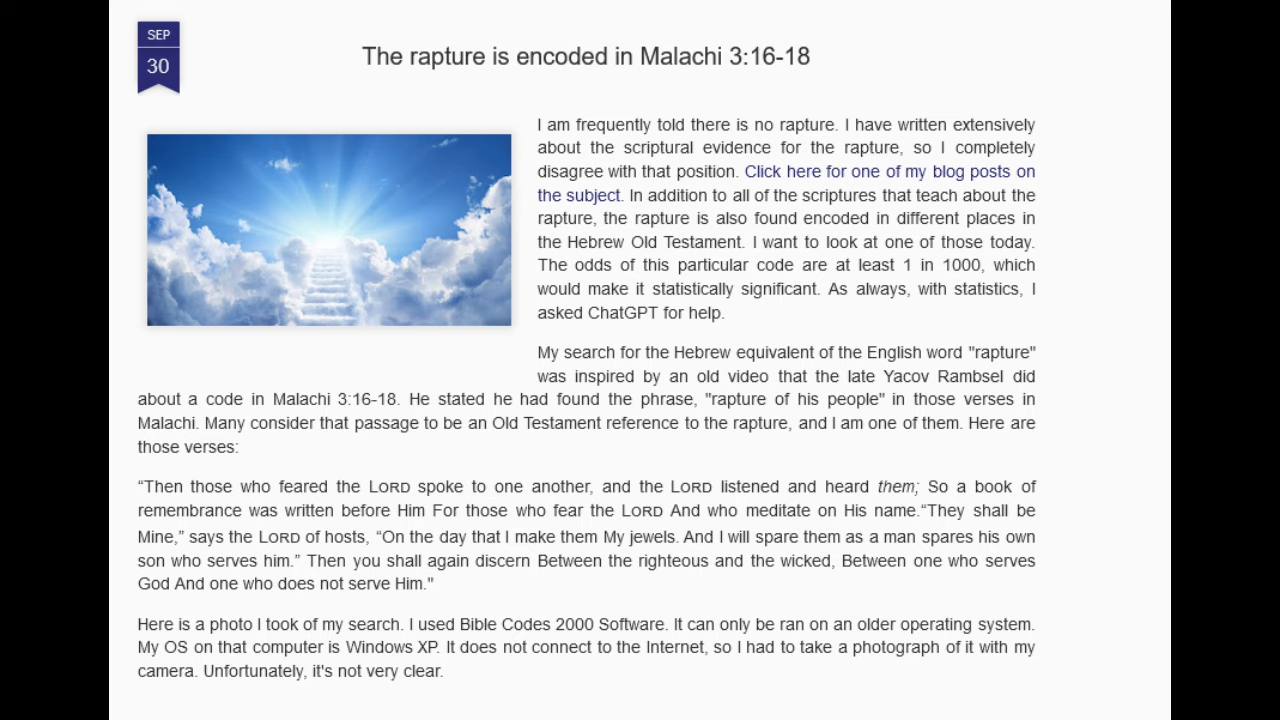 SEP
30
The rapture is encoded in Malachi 3:16-18
I am frequently told there is no rapture. I have written extensively
about the scriptural evidence for the rapture, so I completely
disagree with that position. Click here for one of my blog posts on
the subject. In addition to all of the scriptures that teach about the
rapture, the rapture is also found encoded in different places in
the Hebrew Old Testament. I want to look at one of those today.
The odds of this particular code are at least 1 in 1000, which
would make it statistically significant. As always, with statistics, I
asked ChatGPT for help.
My search for the Hebrew equivalent of the English word "rapture"
was inspired by an old video that the late Yacov Rambsel did
about a code in Malachi 3:16-18. He stated he had found the phrase, "rapture of his people" in those verses in
Malachi. Many consider that passage to be an Old Testament reference to the rapture, and I am one of them. Here are
those verses:
“Then those who feared the LORD spoke to one another, and the LORD listened and heard them; So a book of
remembrance was written before Him For those who fear the LORD And who meditate on His name.“They shall be
Mine,” says the LORD of hosts, “On the day that I make them My jewels. And I will spare them as a man spares his own
son who serves him.” Then you shall again discern Between the righteous and the wicked, Between one who serves
God And one who does not serve Him."
Here is a photo I took of my search. I used Bible Codes 2000 Software. It can only be ran on an older operating system.
My OS on that computer is Windows XP. It does not connect to the Internet, so I had to take a photograph of it with my
camera. Unfortunately, it's not very clear.